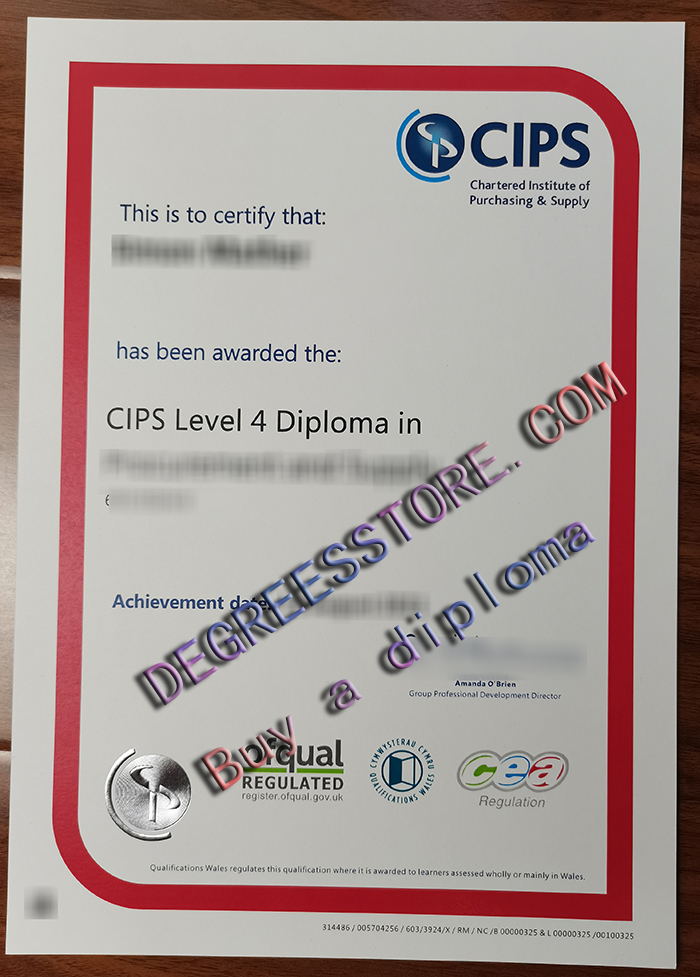 CIPS
Chartered Institute of
Purchasing & Supply
This is to certify that:
has been awarded the:
CIPS Level 4 Diploma in
Achievement date:
DEGREESSTORE. COM
Buy a diploma
Amanda O'Brien
Group Professional Development Director
ofqual
REGULATED
register.ofqual.gov.uk
CYMWYSTERAU CYMRU
QUALIFICATIONS WALES
cea
Regulation
Qualifications Wales regulates this qualification where it is awarded to learners assessed wholly or mainly in Wales.
314486 / 005704256 / 603/3924/X / RM / NC /8 00000325 & L 00000325 /00100325